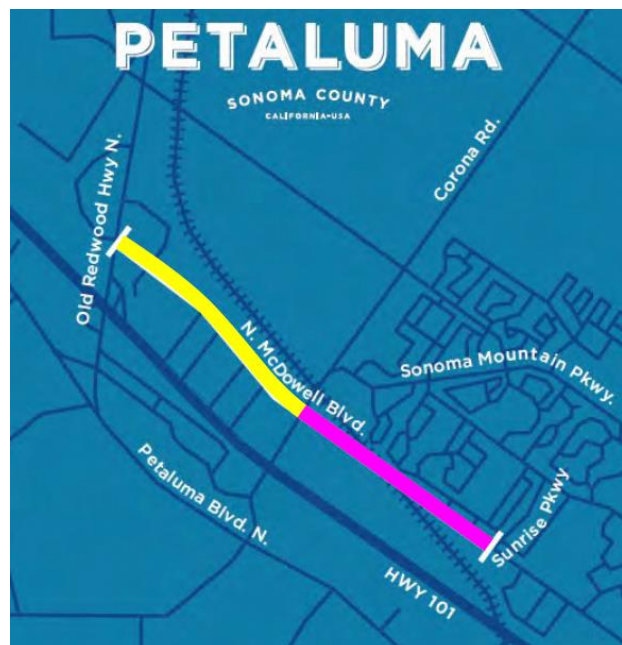 PETALUMA
SONOMA COUNTY
CALIFORNIA-USA
Corona Rd.
Old Redwood Hwy N.
N. McDowell Blvd.
Sonoma Mountain Pkwy.
Petaluma Blvd. N.
Sunrise Pkwy
HWY 101